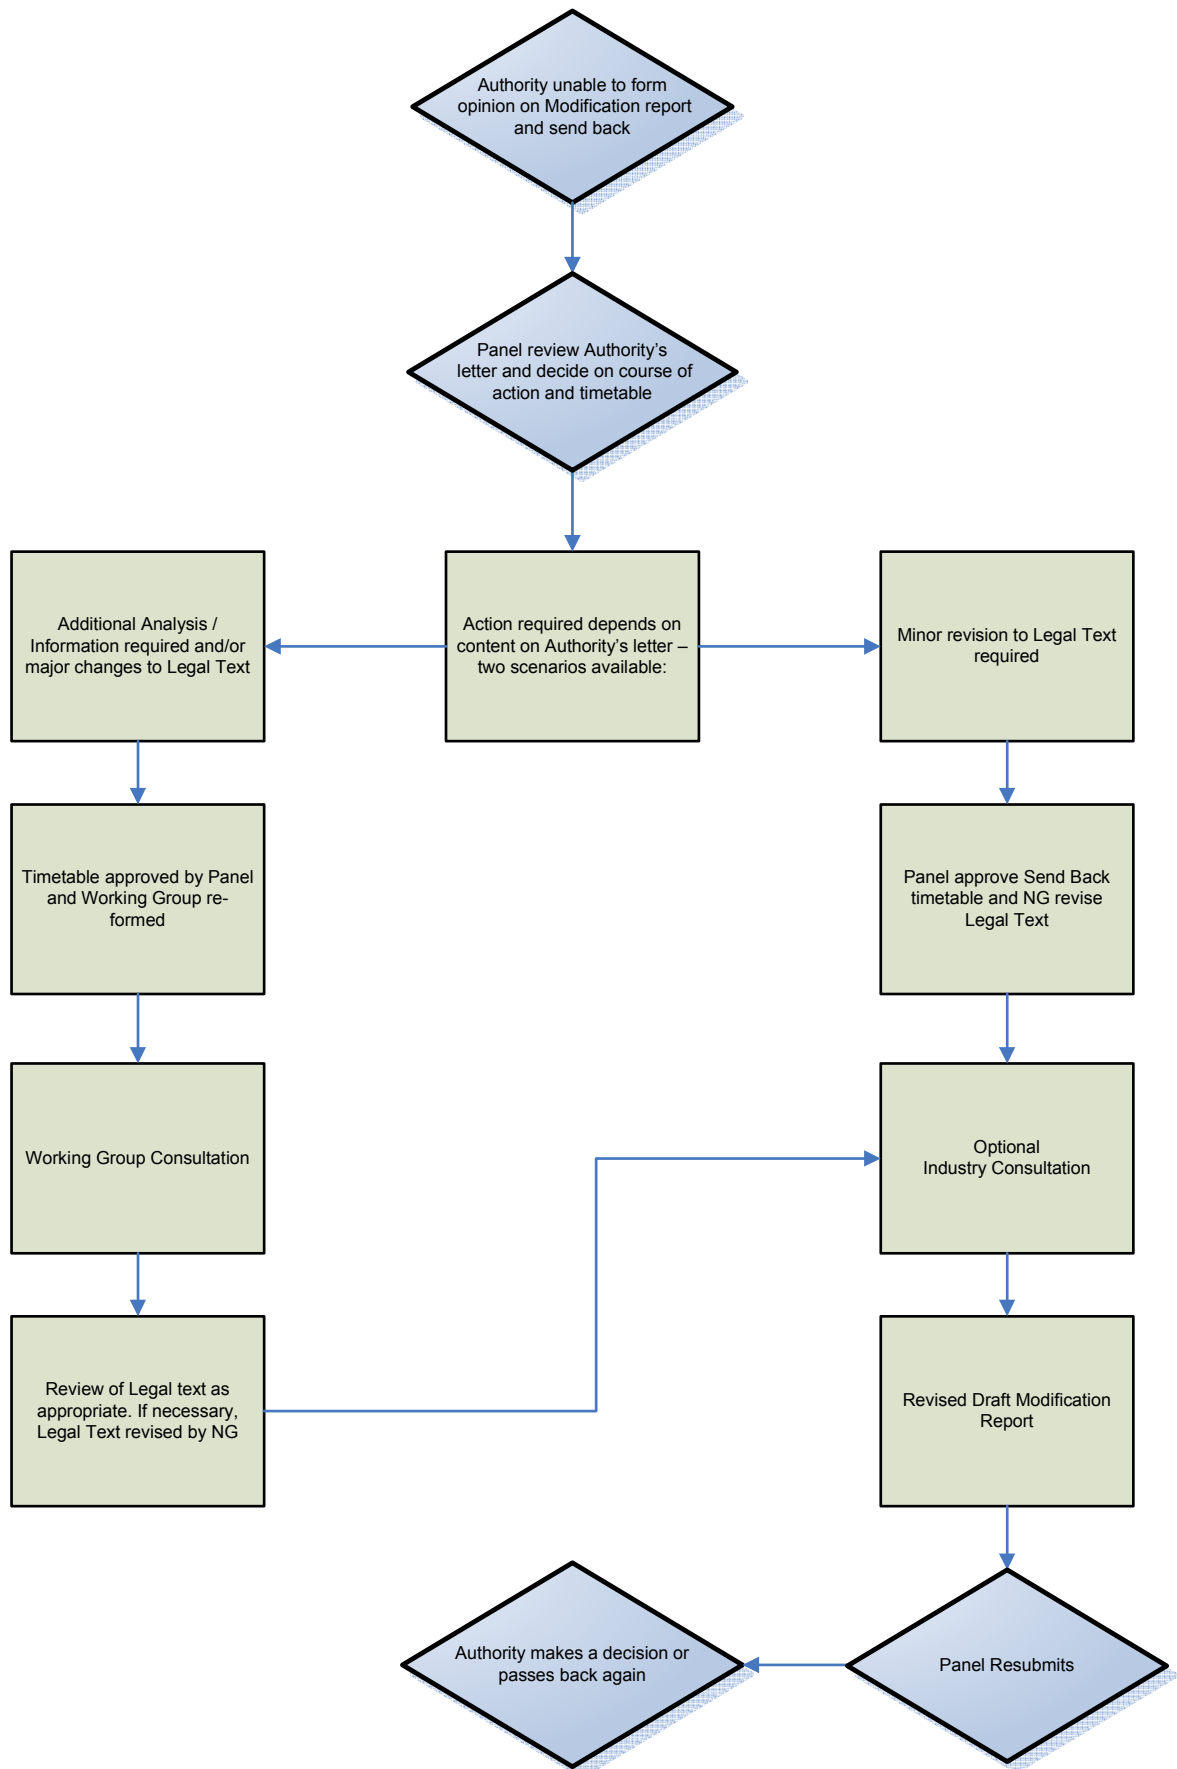 Authority unable to form
opinion on Modification report
and send back
Panel review Authority’s
letter and decide on course of
action and timetable
Additional Analysis /
Information required and/or
major changes to Legal Text
Action required depends on
content on Authority’s letter –
two scenarios available:
Minor revision to Legal Text
required
Timetable approved by Panel
and Working Group re-
formed
Panel approve Send Back
timetable and NG revise
Legal Text
Working Group Consultation
Optional
Industry Consultation
Review of Legal text as
appropriate. If necessary,
Legal Text revised by NG
Revised Draft Modification
Report
Authority makes a decision or
passes back again
Panel Resubmits